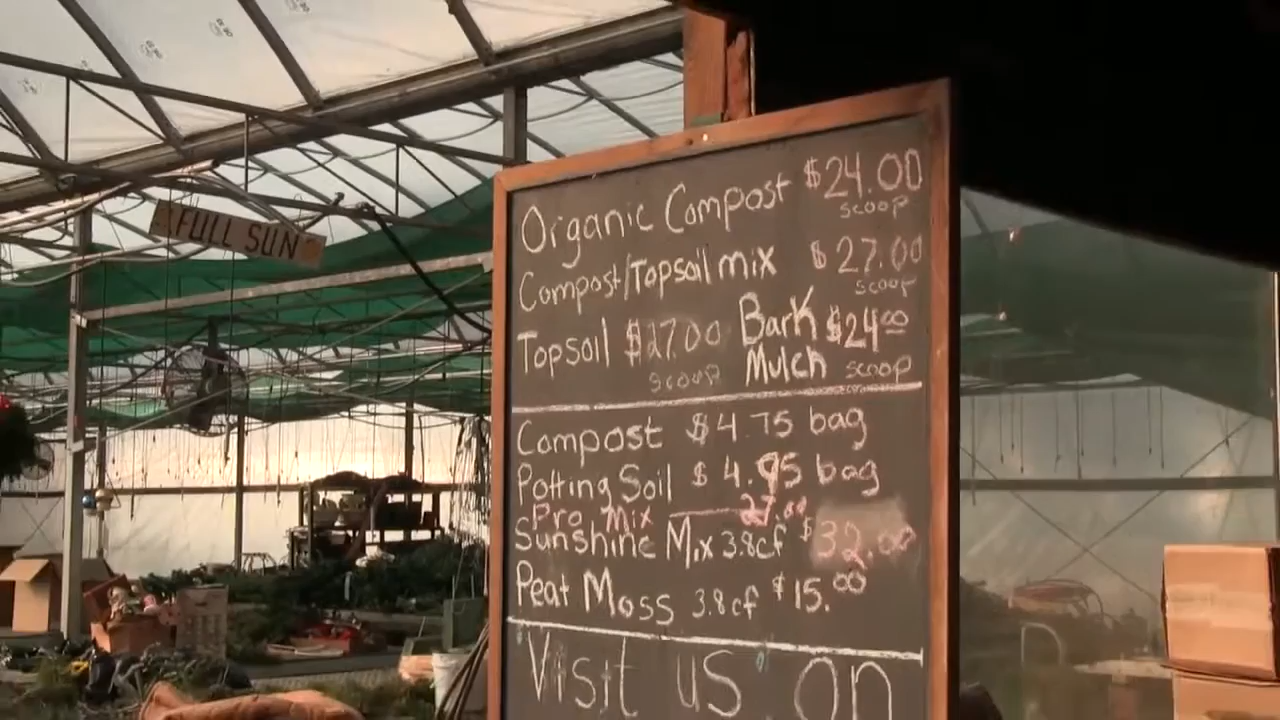 FULL SUN
Organic Compost $24.00
scoop
Compost/Topsoil mix $27.00
scoop
Topsoil $27.00 scoop
Bark Mulch $24.00 scoop
Compost $4.75 bag
Potting Soil $4.95 bag
Pro Mix 27.00
Sunshine Mix 3.8cf $32.00
Peat Moss 3.8cf $15.00
Visit us on